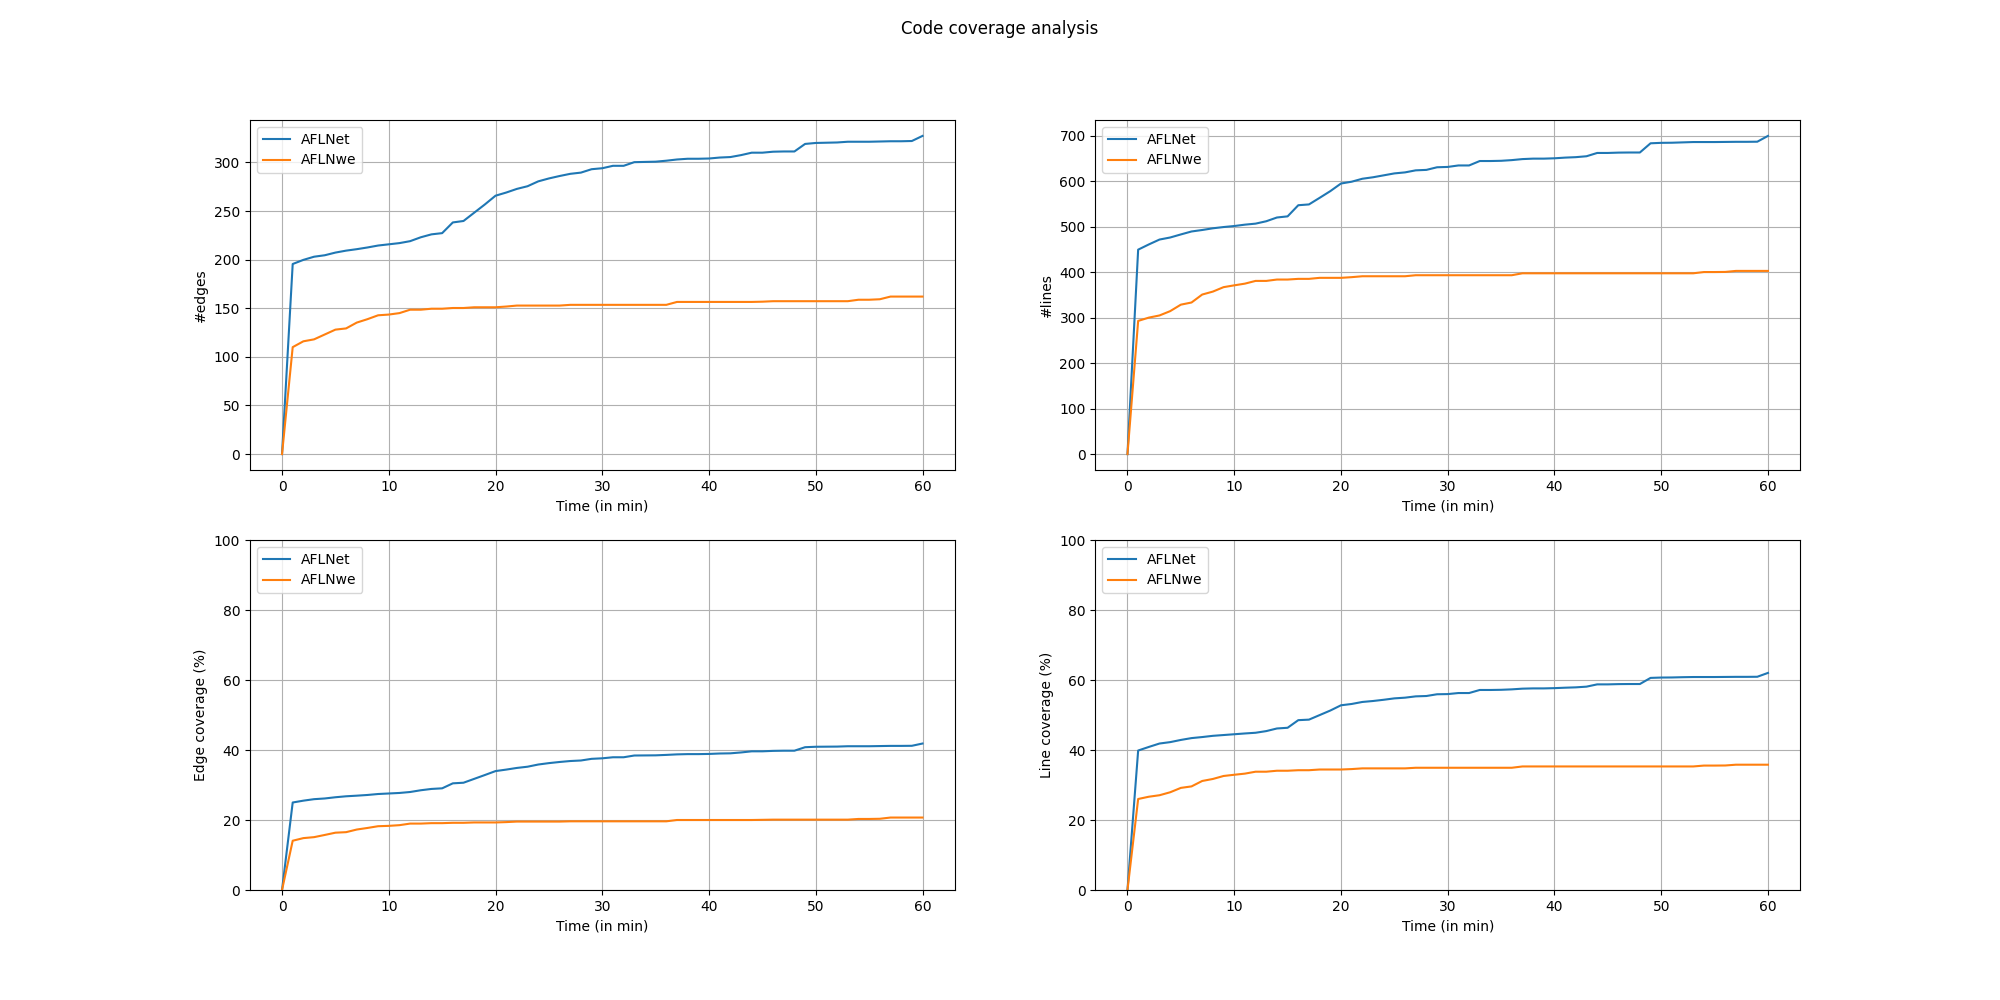 Code coverage analysis
AFLNet
AFLNwe
300
250
200
150
100
50
0
#edges
0 10 20 30 40 50 60
Time (in min)
AFLNet
AFLNwe
700
600
500
400
300
200
100
0
#lines
0 10 20 30 40 50 60
Time (in min)
AFLNet
AFLNwe
100
80
60
40
20
0
Edge coverage (%)
0 10 20 30 40 50 60
Time (in min)
AFLNet
AFLNwe
100
80
60
40
20
0
Line coverage (%)
0 10 20 30 40 50 60
Time (in min)